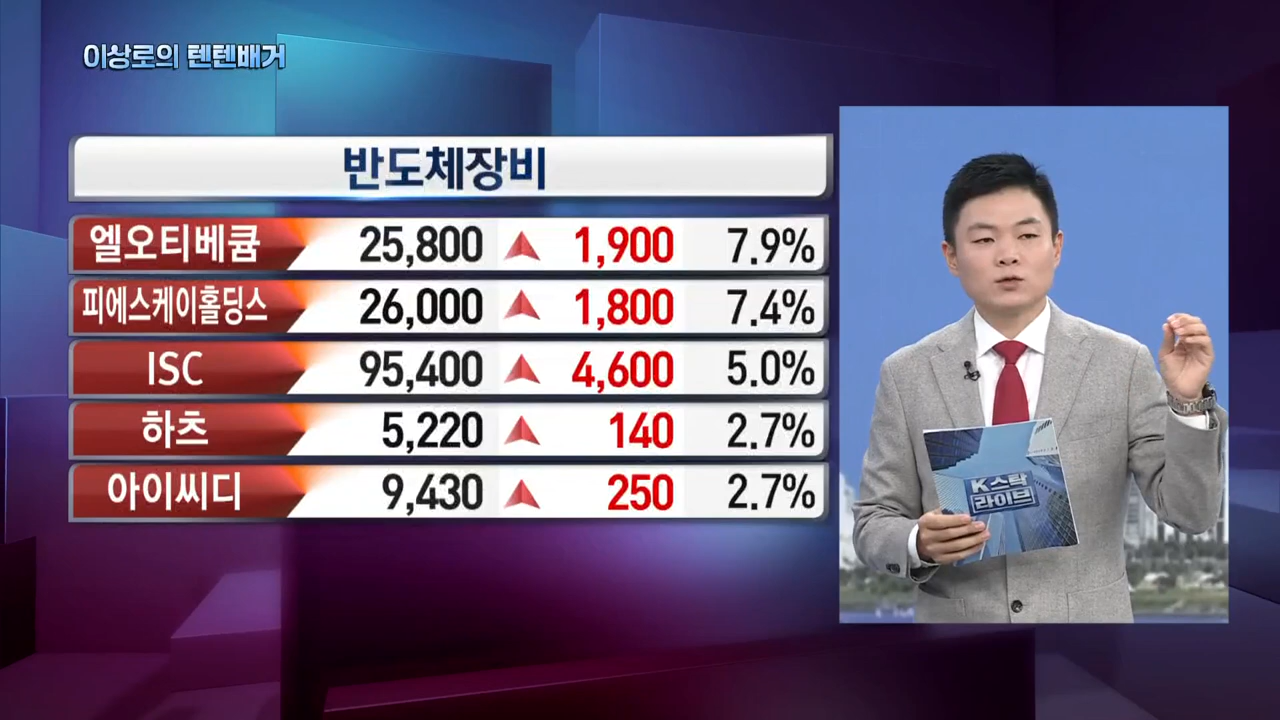 이상로의 텐텐배거
반도체장비
엘오티베큠 25,800 1,900 7.9%
피에스케이홀딩스 26,000 1,800 7.4%
ISC 95,400 4,600 5.0%
하츠 5,220 140 2.7%
아이씨디 9,430 250 2.7%
K스탁
라이브